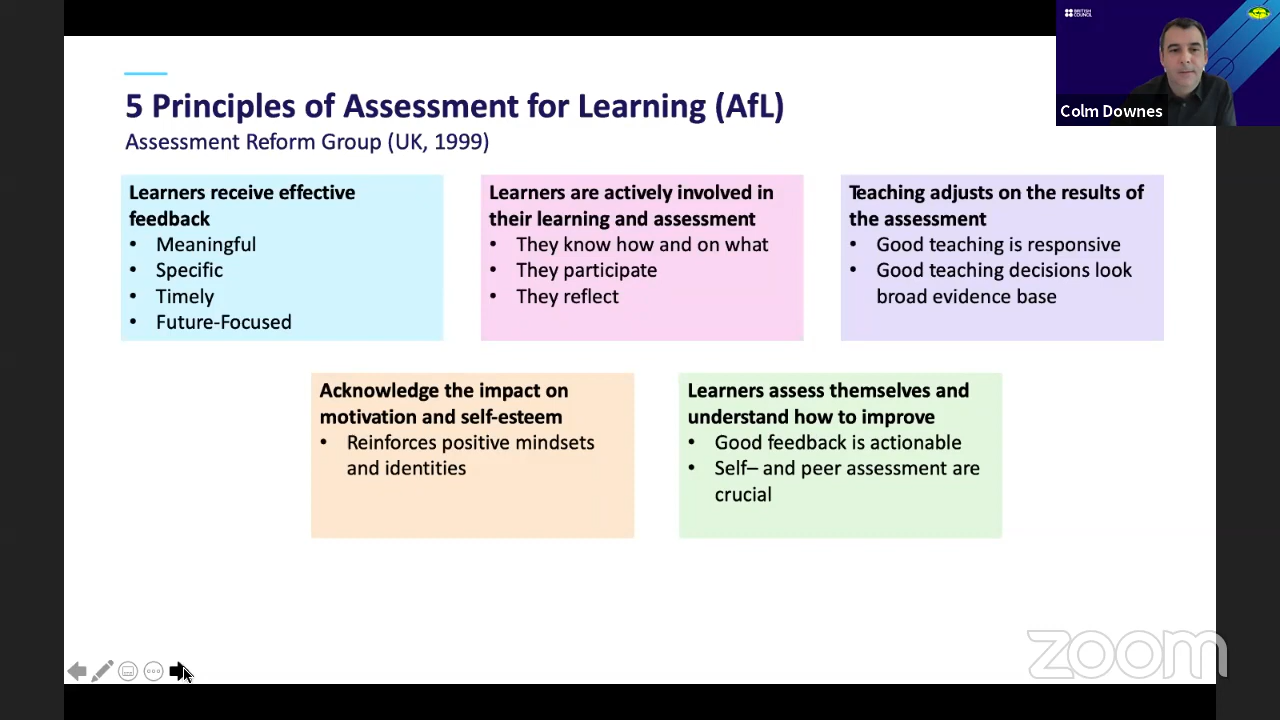 5 Principles of Assessment for Learning (AfL)
Assessment Reform Group (UK, 1999)
Learners receive effective
feedback
• Meaningful
• Specific
• Timely
• Future-Focused
Learners are actively involved in
their learning and assessment
• They know how and on what
• They participate
• They reflect
Teaching adjusts on the results of
the assessment
• Good teaching is responsive
• Good teaching decisions look
broad evidence base
Acknowledge the impact on
motivation and self-esteem
• Reinforces positive mindsets
and identities
Learners assess themselves and
understand how to improve
• Good feedback is actionable
• Self– and peer assessment are
crucial
BRITISH
COUNCIL
Colm Downes
zoom